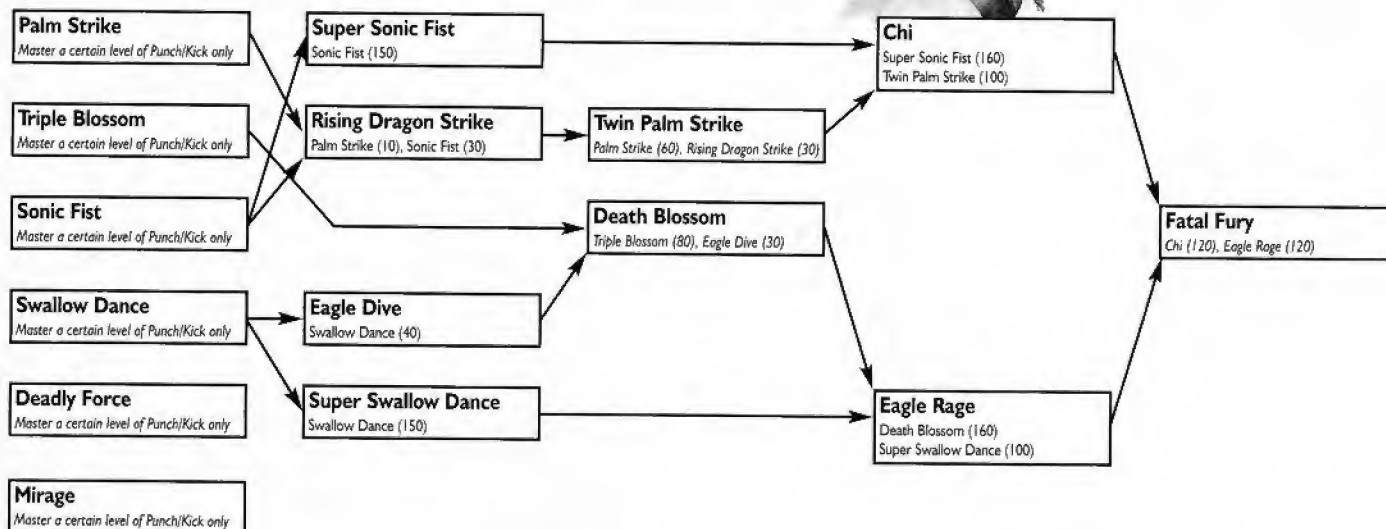 Palm Strike
Master a certain level of Punch/Kick only
Triple Blossom
Master a certain level of Punch/Kick only
Sonic Fist
Master a certain level of Punch/Kick only
Swallow Dance
Master a certain level of Punch/Kick only
Deadly Force
Master a certain level of Punch/Kick only
Mirage
Master a certain level of Punch/Kick only
Super Sonic Fist
Sonic Fist (150)
Rising Dragon Strike
Palm Strike (10), Sonic Fist (30)
Eagle Dive
Swallow Dance (40)
Super Swallow Dance
Swallow Dance (150)
Twin Palm Strike
Palm Strike (60), Rising Dragon Strike (30)
Death Blossom
Triple Blossom (80), Eagle Dive (30)
Chi
Super Sonic Fist (160)
Twin Palm Strike (100)
Eagle Rage
Death Blossom (160)
Super Swallow Dance (100)
Fatal Fury
Chi (120), Eagle Rage (120)